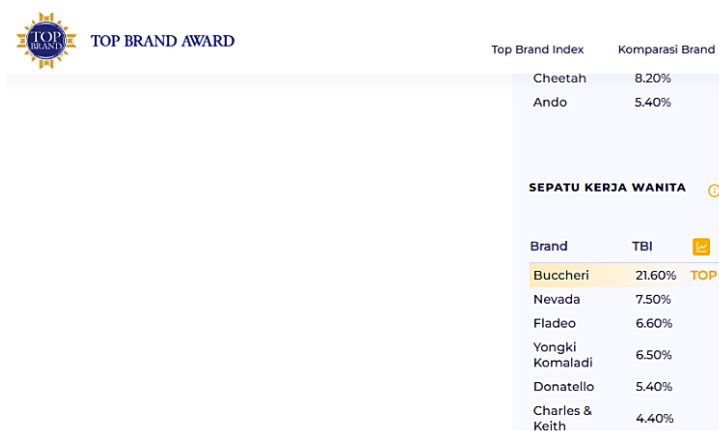 TOP
BRAND
TOP BRAND AWARD
Top Brand Index Komparasi Brand
Cheetah 8.20%
Ando 5.40%
SEPATU KERJA WANITA
Brand TBI
Buccheri 21.60% TOP
Nevada 7.50%
Fladeo 6.60%
Yongki
Komaladi 6.50%
Donatello 5.40%
Charles &
Keith 4.40%